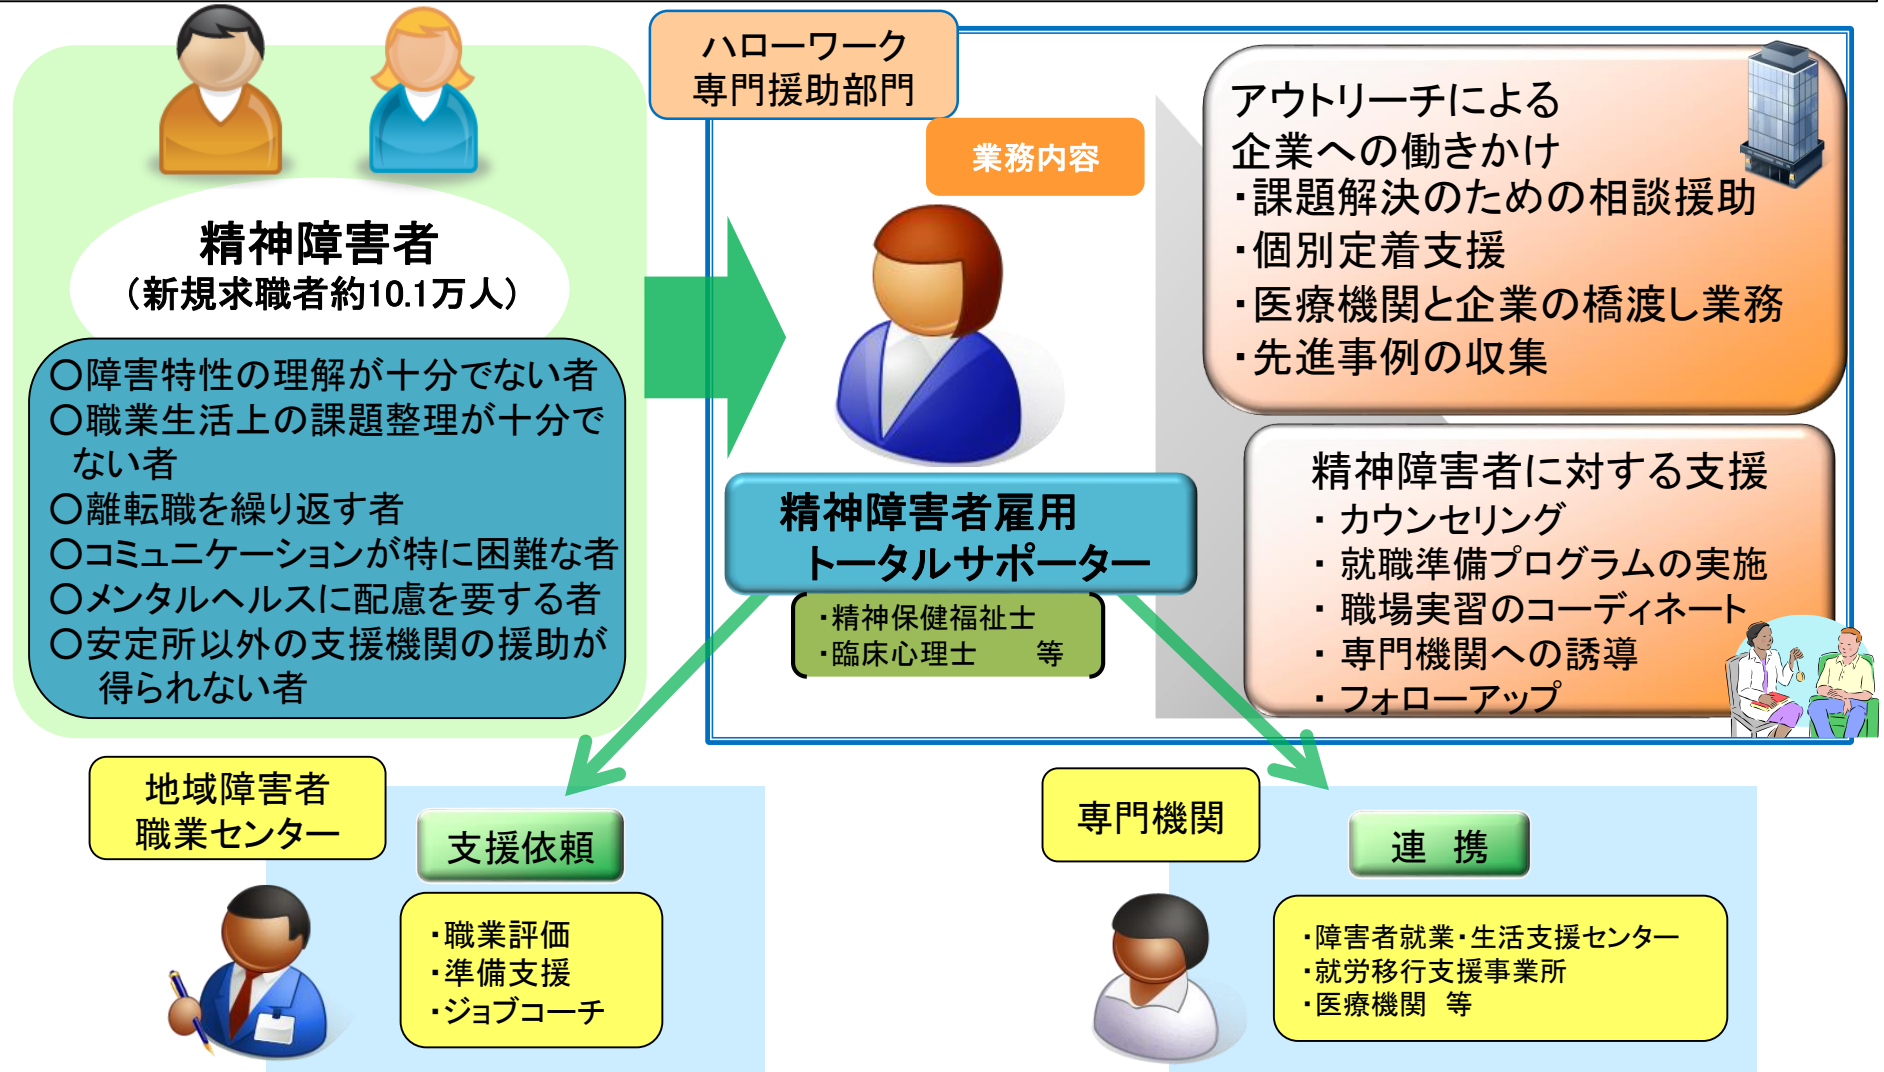 精神障害者
（新規求職者約10.1万人）
○障害特性の理解が十分でない者
○職業生活上の課題整理が十分で
ない者
○離転職を繰り返す者
○コミュニケーションが特に困難な者
○メンタルヘルスに配慮を要する者
○安定所以外の支援機関の援助が
得られない者
ハローワーク
専門援助部門
業務内容
精神障害者雇用
トータルサポーター
・精神保健福祉士
・臨床心理士　　等
アウトリーチによる
企業への働きかけ
・課題解決のための相談援助
・個別定着支援
・医療機関と企業の橋渡し業務
・先進事例の収集
精神障害者に対する支援
・ カウンセリング
・ 就職準備プログラムの実施
・ 職場実習のコーディネート
・ 専門機関への誘導
・ フォローアップ
地域障害者
職業センター
支援依頼
・職業評価
・準備支援
・ジョブコーチ
専門機関
連　携
・障害者就業・生活支援センター
・就労移行支援事業所
・医療機関　等